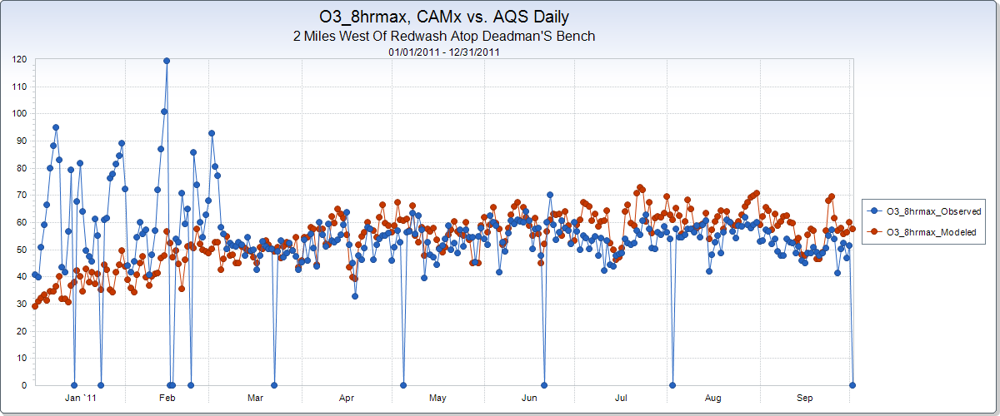 O3_8hrmax, CAMx vs. AQS Daily
2 Miles West Of Redwash Atop Deadman'S Bench
01/01/2011 - 12/31/2011
120
110
100
90
80
70
60
50
40
30
20
10
0
Jan `11 Feb Mar Apr May Jun Jul Aug Sep
O3_8hrmax_Observed
O3_8hrmax_Modeled